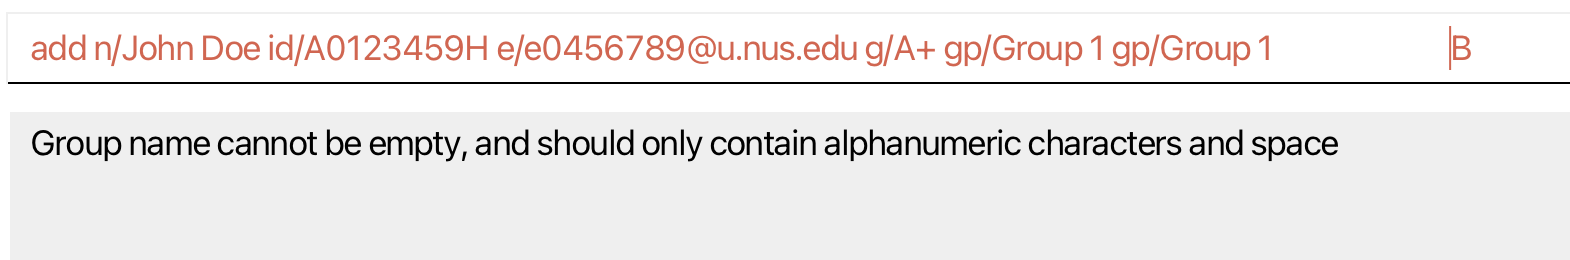 add n/John Doe id/A0123459H e/e0456789@u.nus.edu g/A+ gp/Group 1 gp/Group 1 B
Group name cannot be empty, and should only contain alphanumeric characters and space